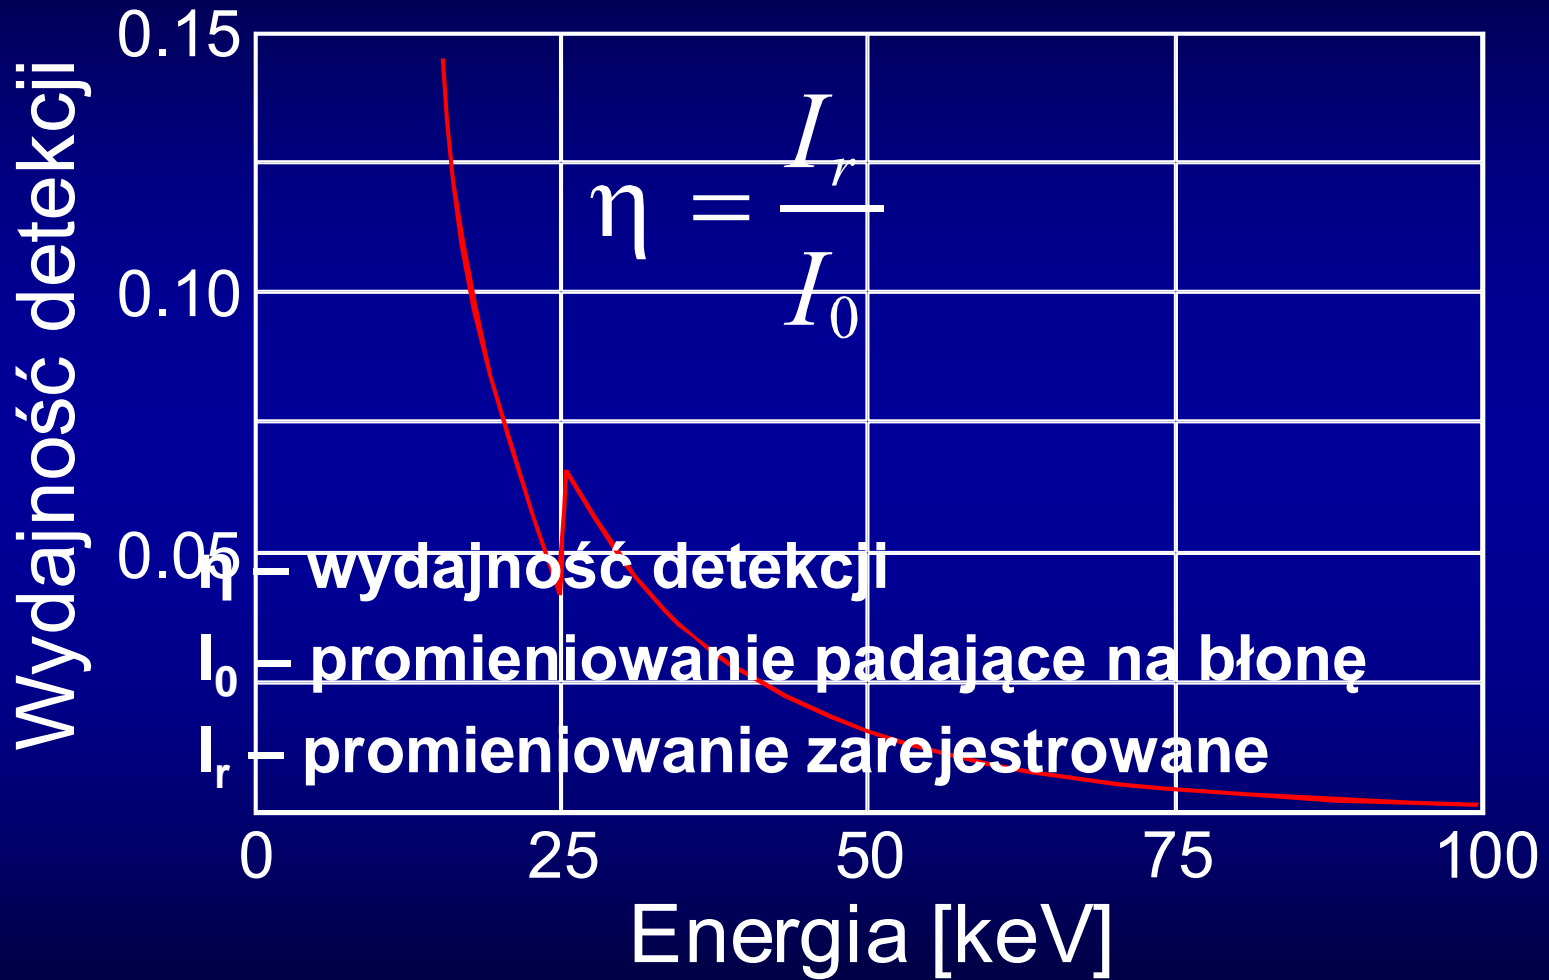 0.15
0.10
0.05
Wydajność detekcji
η = I_r / I_0
η – wydajność detekcji
I_0 – promieniowanie padające na błonę
I_r – promieniowanie zarejestrowane
0 25 50 75 100
Energia [keV]